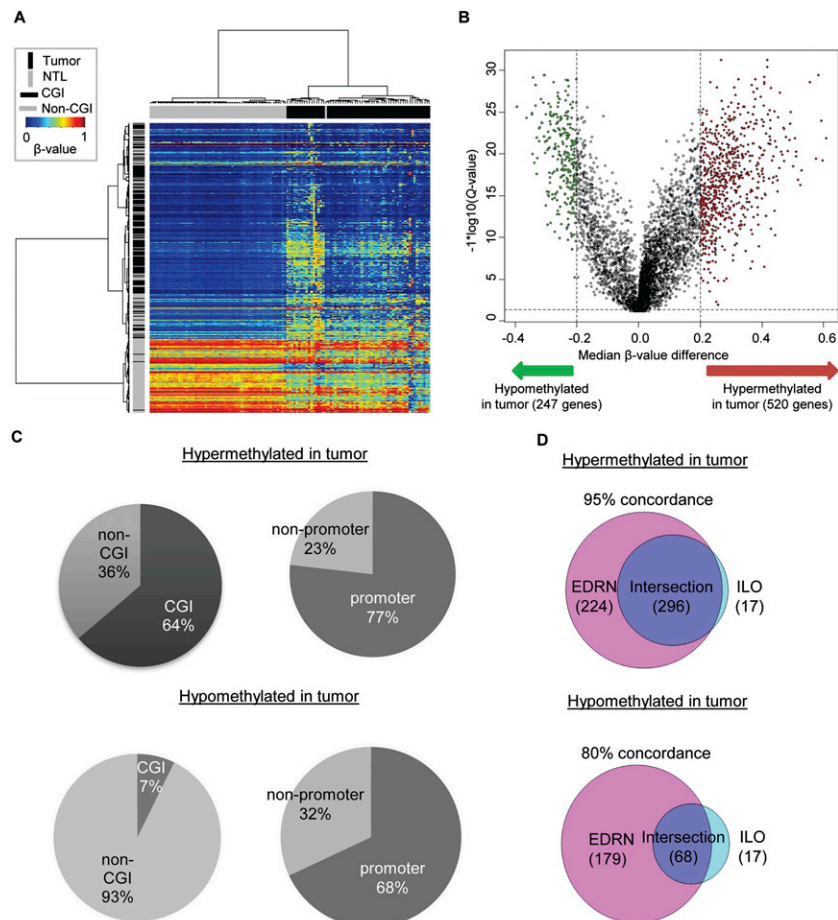 A
Tumor
NTL
CGI
Non-CGI
0 1
β-value
B
-1*log10(Q-value)
30
25
20
15
10
5
0
-0.4 -0.2 0.0 0.2 0.4 0.6
Median β-value difference
Hypomethylated
in tumor (247 genes)
Hypermethylated
in tumor (520 genes)
C
Hypermethylated in tumor
non-
CGI
36%
CGI
64%
non-promoter
23%
promoter
77%
Hypomethylated in tumor
CGI
7%
non-
CGI
93%
non-promoter
32%
promoter
68%
D
Hypermethylated in tumor
95% concordance
EDRN
(224)
Intersection
(296)
ILO
(17)
Hypomethylated in tumor
80% concordance
EDRN
(179)
Intersection
(68)
ILO
(17)